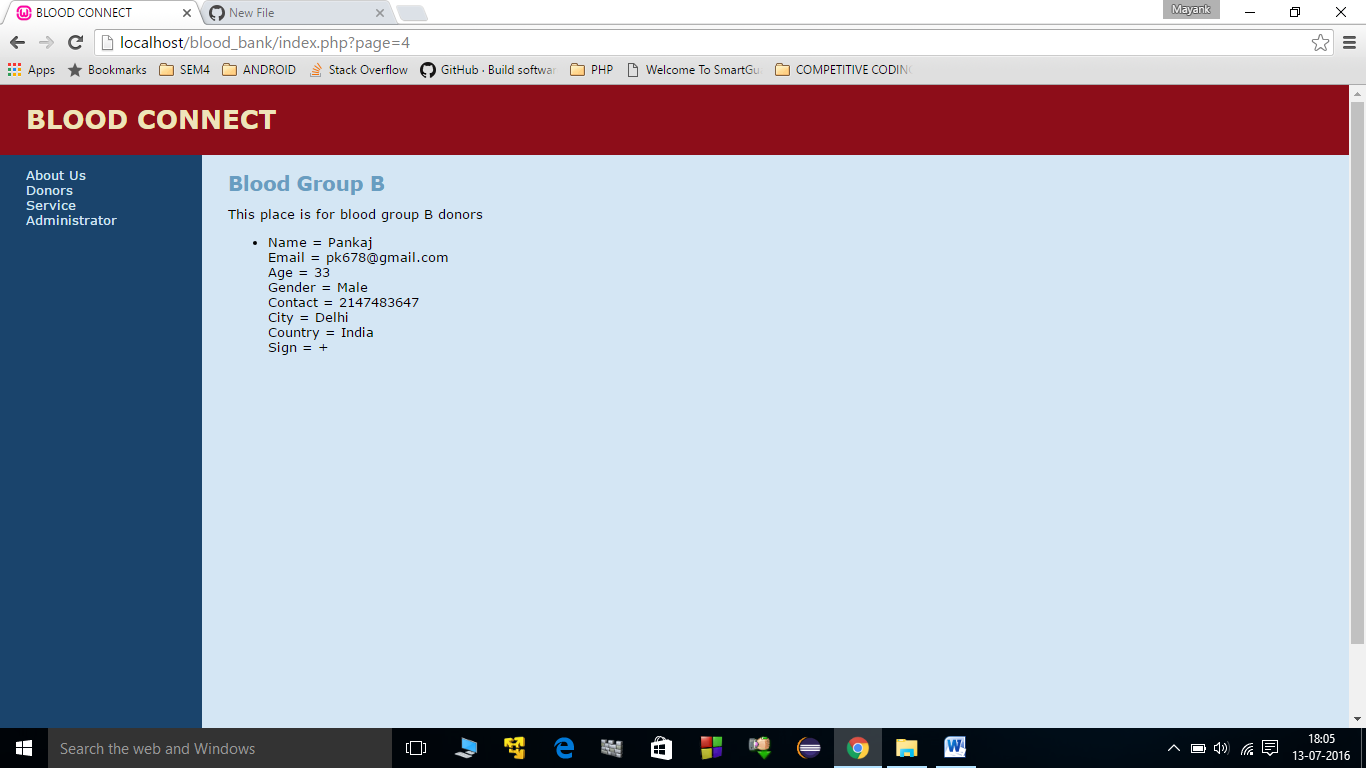 BLOOD CONNECT
New File
Mayank
localhost/blood_bank/index.php?page=4
Apps
Bookmarks
SEM4
ANDROID
Stack Overflow
GitHub · Build softwar
PHP
Welcome To SmartGu
COMPETITIVE CODING
BLOOD CONNECT
About Us
Donors
Service
Administrator
Blood Group B
This place is for blood group B donors
• Name = Pankaj
Email = pk678@gmail.com
Age = 33
Gender = Male
Contact = 2147483647
City = Delhi
Country = India
Sign = +
Search the web and Windows
18:05
13-07-2016